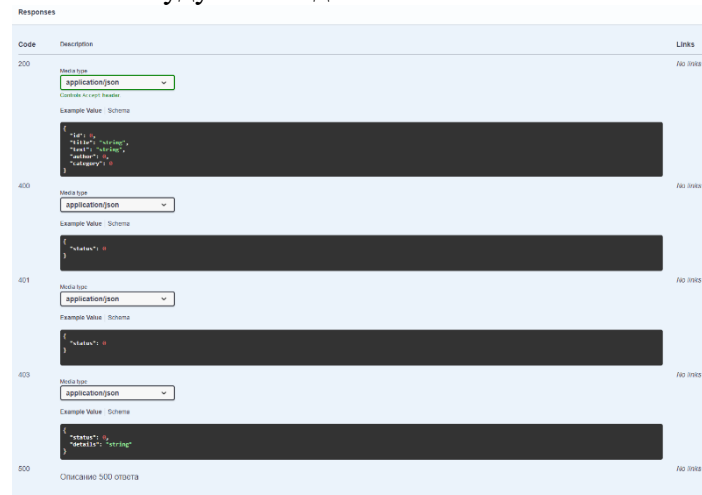 Responses
Code Description Links
200 No links
Media type
application/json
Controls Accept header.
Example Value Schema
{
"id": 0,
"title": "string",
"text": "string",
"author": 0,
"category": 0
}
400 No links
Media type
application/json
Example Value Schema
{
"status": 0
}
401 No links
Media type
application/json
Example Value Schema
{
"status": 0
}
403 No links
Media type
application/json
Example Value Schema
{
"status": 0,
"details": "string"
}
500 No links
Описание 500 ответа